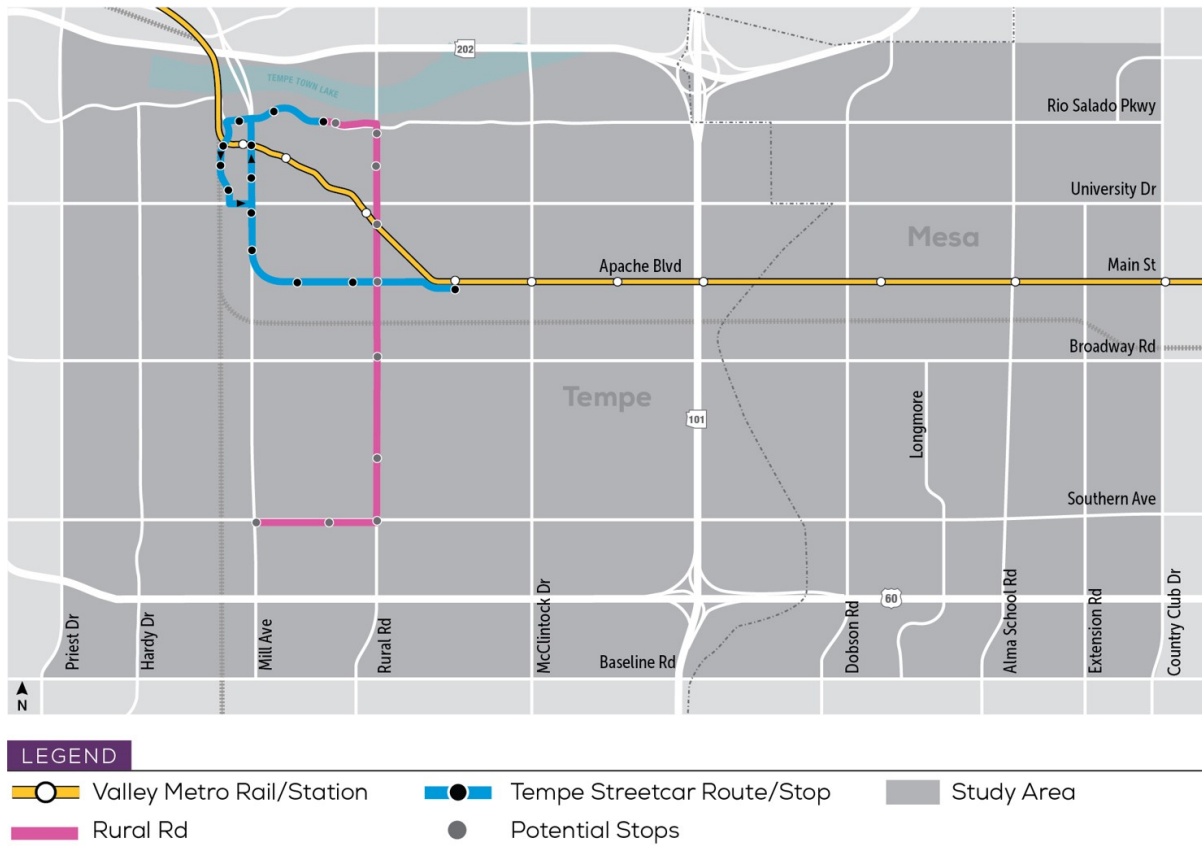 202
TEMPE TOWN LAKE
Rio Salado Pkwy
University Dr
Mesa
Apache Blvd
Main St
Broadway Rd
Tempe
101
Longmore
Southern Ave
60
Priest Dr
Hardy Dr
Mill Ave
Rural Rd
McClintock Dr
Baseline Rd
Dobson Rd
Alma School Rd
Extension Rd
Country Club Dr
N
LEGEND
Valley Metro Rail/Station
Tempe Streetcar Route/Stop
Study Area
Rural Rd
Potential Stops